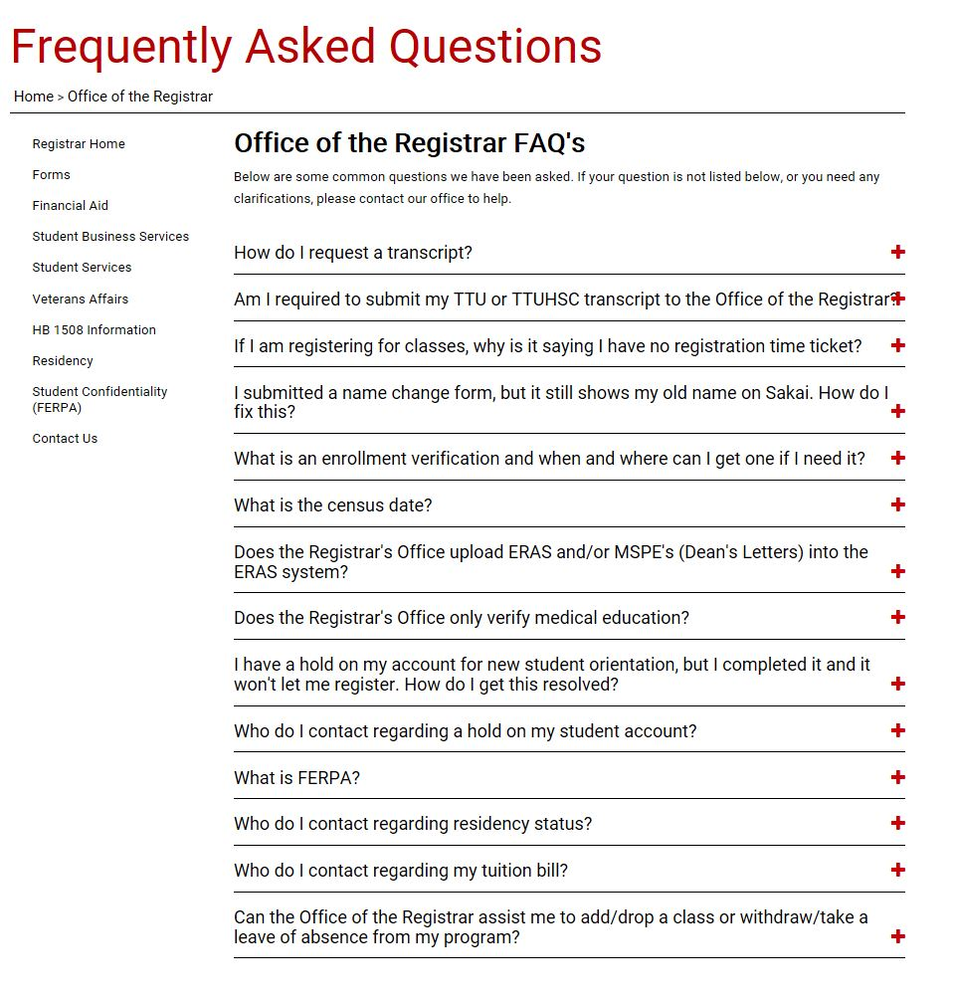 Frequently Asked Questions
Home > Office of the Registrar
Registrar Home
Forms
Financial Aid
Student Business Services
Student Services
Veterans Affairs
HB 1508 Information
Residency
Student Confidentiality
(FERPA)
Contact Us
Office of the Registrar FAQ's
Below are some common questions we have been asked. If your question is not listed below, or you need any
clarifications, please contact our office to help.
How do I request a transcript?
Am I required to submit my TTU or TTUHSC transcript to the Office of the Registrar?
If I am registering for classes, why is it saying I have no registration time ticket?
I submitted a name change form, but it still shows my old name on Sakai. How do I
fix this?
What is an enrollment verification and when and where can I get one if I need it?
What is the census date?
Does the Registrar's Office upload ERAS and/or MSPE's (Dean's Letters) into the
ERAS system?
Does the Registrar's Office only verify medical education?
I have a hold on my account for new student orientation, but I completed it and it
won't let me register. How do I get this resolved?
Who do I contact regarding a hold on my student account?
What is FERPA?
Who do I contact regarding residency status?
Who do I contact regarding my tuition bill?
Can the Office of the Registrar assist me to add/drop a class or withdraw/take a
leave of absence from my program?